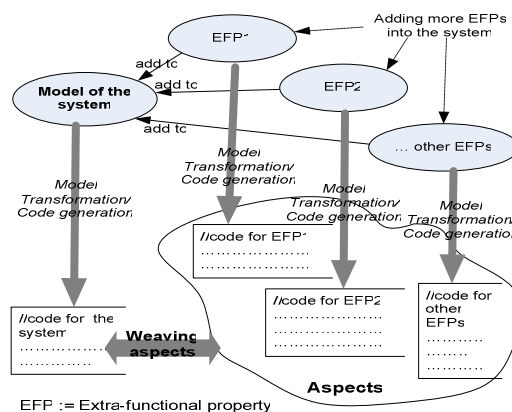 Adding more EFPs
into the system
EFP1
add to
Model of the
system
add to
EFP2
add to
... other EFPs
Model
Transformation/
Code generation
Model
Transformation/
Code generation
Model
Transformation/
Code generation
Model
Transformation/
Code generation
//code for EFP1
....................
....................
//code for the
system
....................
..............
Weaving
aspects
//code for EFP2
....................
....................
....................
//code for
other
EFPs
...........
........
...........
Aspects
EFP := Extra-functional property